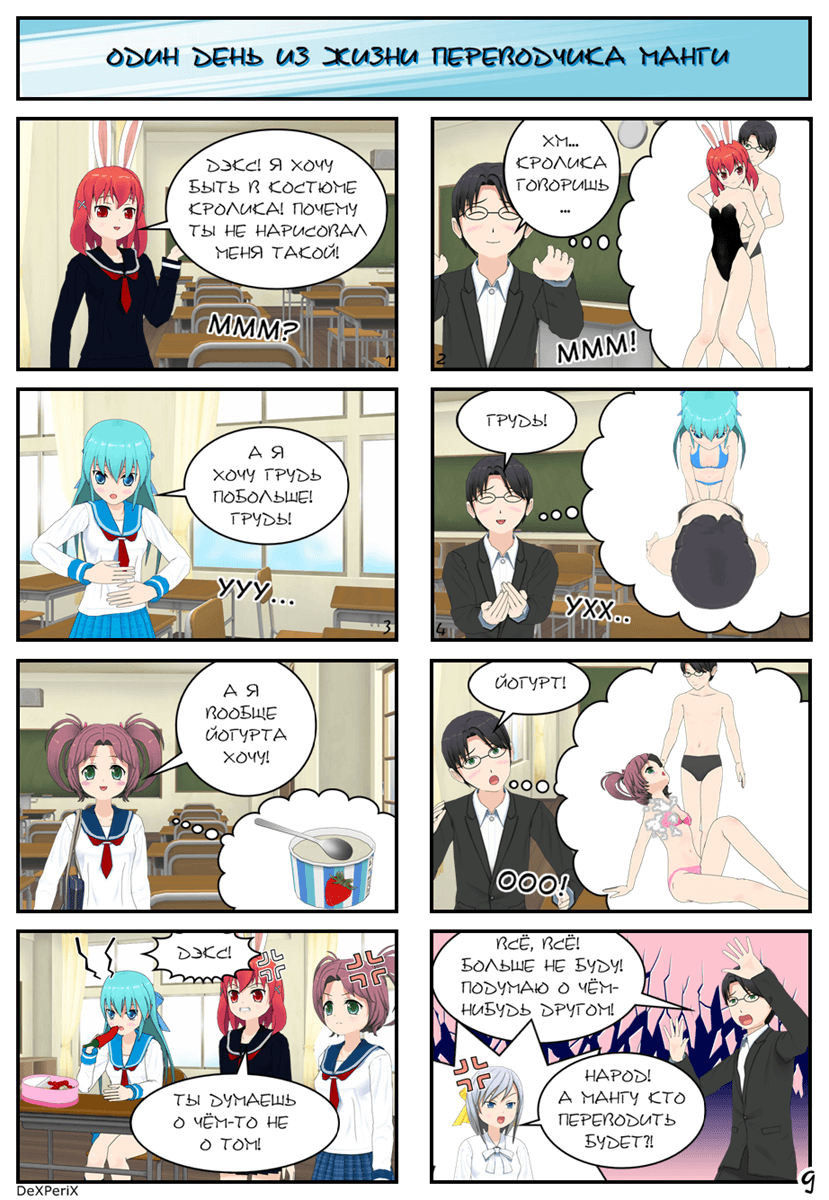 ОДИН ДЕНЬ ИЗ ЖИЗНИ ПЕРЕВОДЧИКА МАНГИ
ДЭКС! Я ХОЧУ
БЫТЬ В КОСТЮМЕ
КРОЛИКА! ПОЧЕМУ
ТЫ НЕ НАРИСОВАЛ
МЕНЯ ТАКОЙ!
МММ?
1
ХМ...
КРОЛИКА
ГОВОРИШЬ
...
МММ!
2
А Я
ХОЧУ ГРУДЬ
ПОБОЛЬШЕ!
ГРУДЬ!
УУУ...
3
ГРУДЬ!
УХХ..
4
А Я
ВООБЩЕ
ЙОГУРТА
ХОЧУ!
ЙОГУРТ!
ООО!
ДЭКС!
ТЫ ДУМАЕШЬ
О ЧЁМ-ТО НЕ
О ТОМ!
ВСЁ, ВСЁ!
БОЛЬШЕ НЕ БУДУ!
ПОДУМАЮ О ЧЁМ-
НИБУДЬ ДРУГОМ!
НАРОД!
А МАНГУ КТО
ПЕРЕВОДИТЬ
БУДЕТ?!
9
DeXPeriX